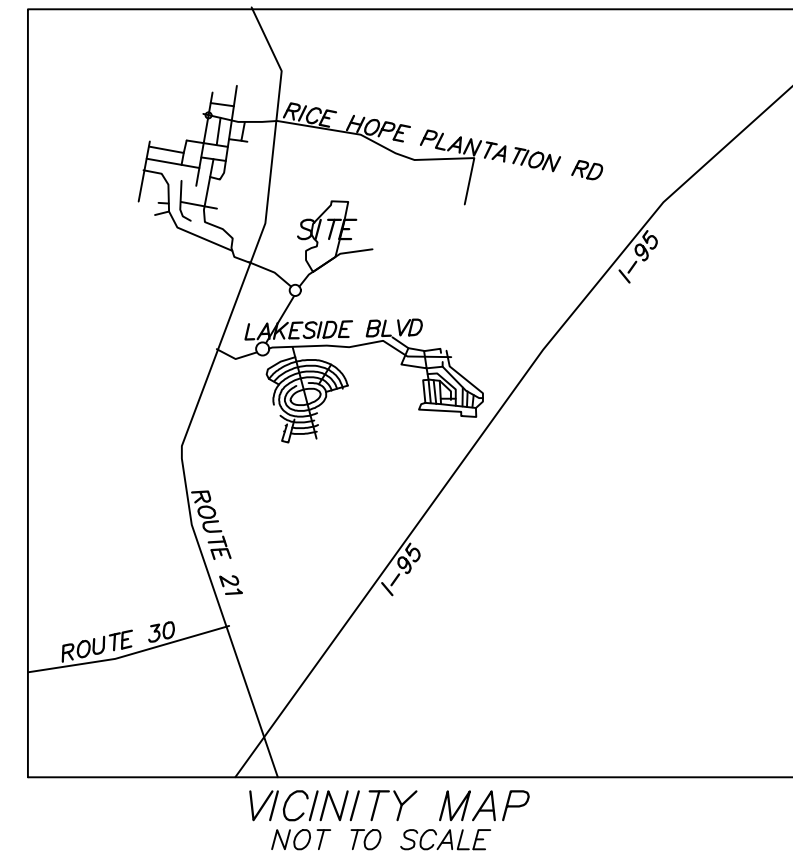 RICE HOPE PLANTATION RD
SITE
I-95
LAKESIDE BLVD
ROUTE 21
I-95
ROUTE 30
VICINITY MAP
NOT TO SCALE